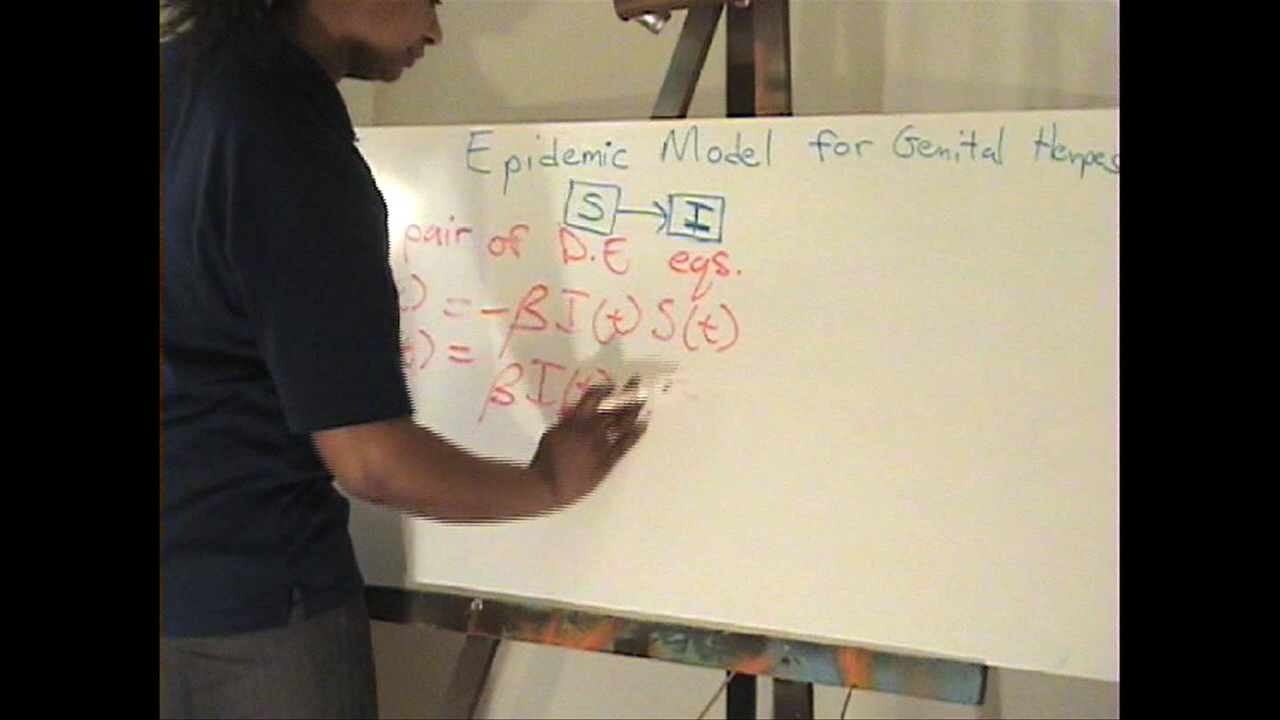 Epidemic Model for Genital Herpes
S → I
pair of D.E eqs.
) = -βI(t)S(t)
t) =
βI(t)